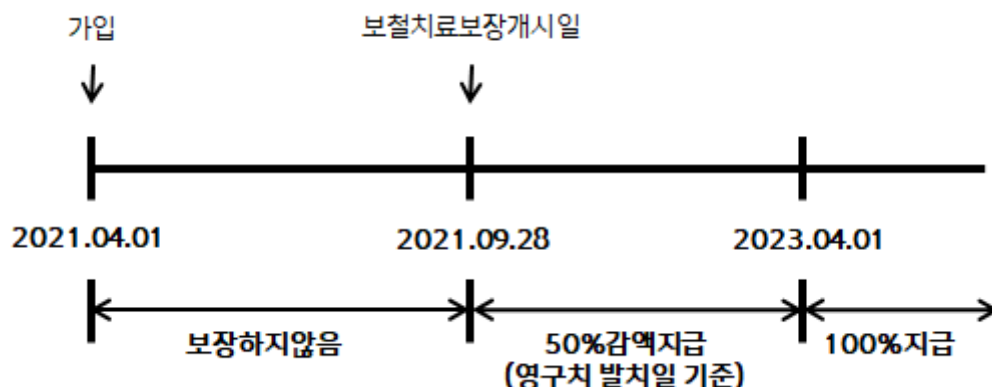 가입
보철치료보장개시일
2021.04.01
2021.09.28
2023.04.01
보장하지않음
50%감액지급
(영구치 발치일 기준)
100%지급